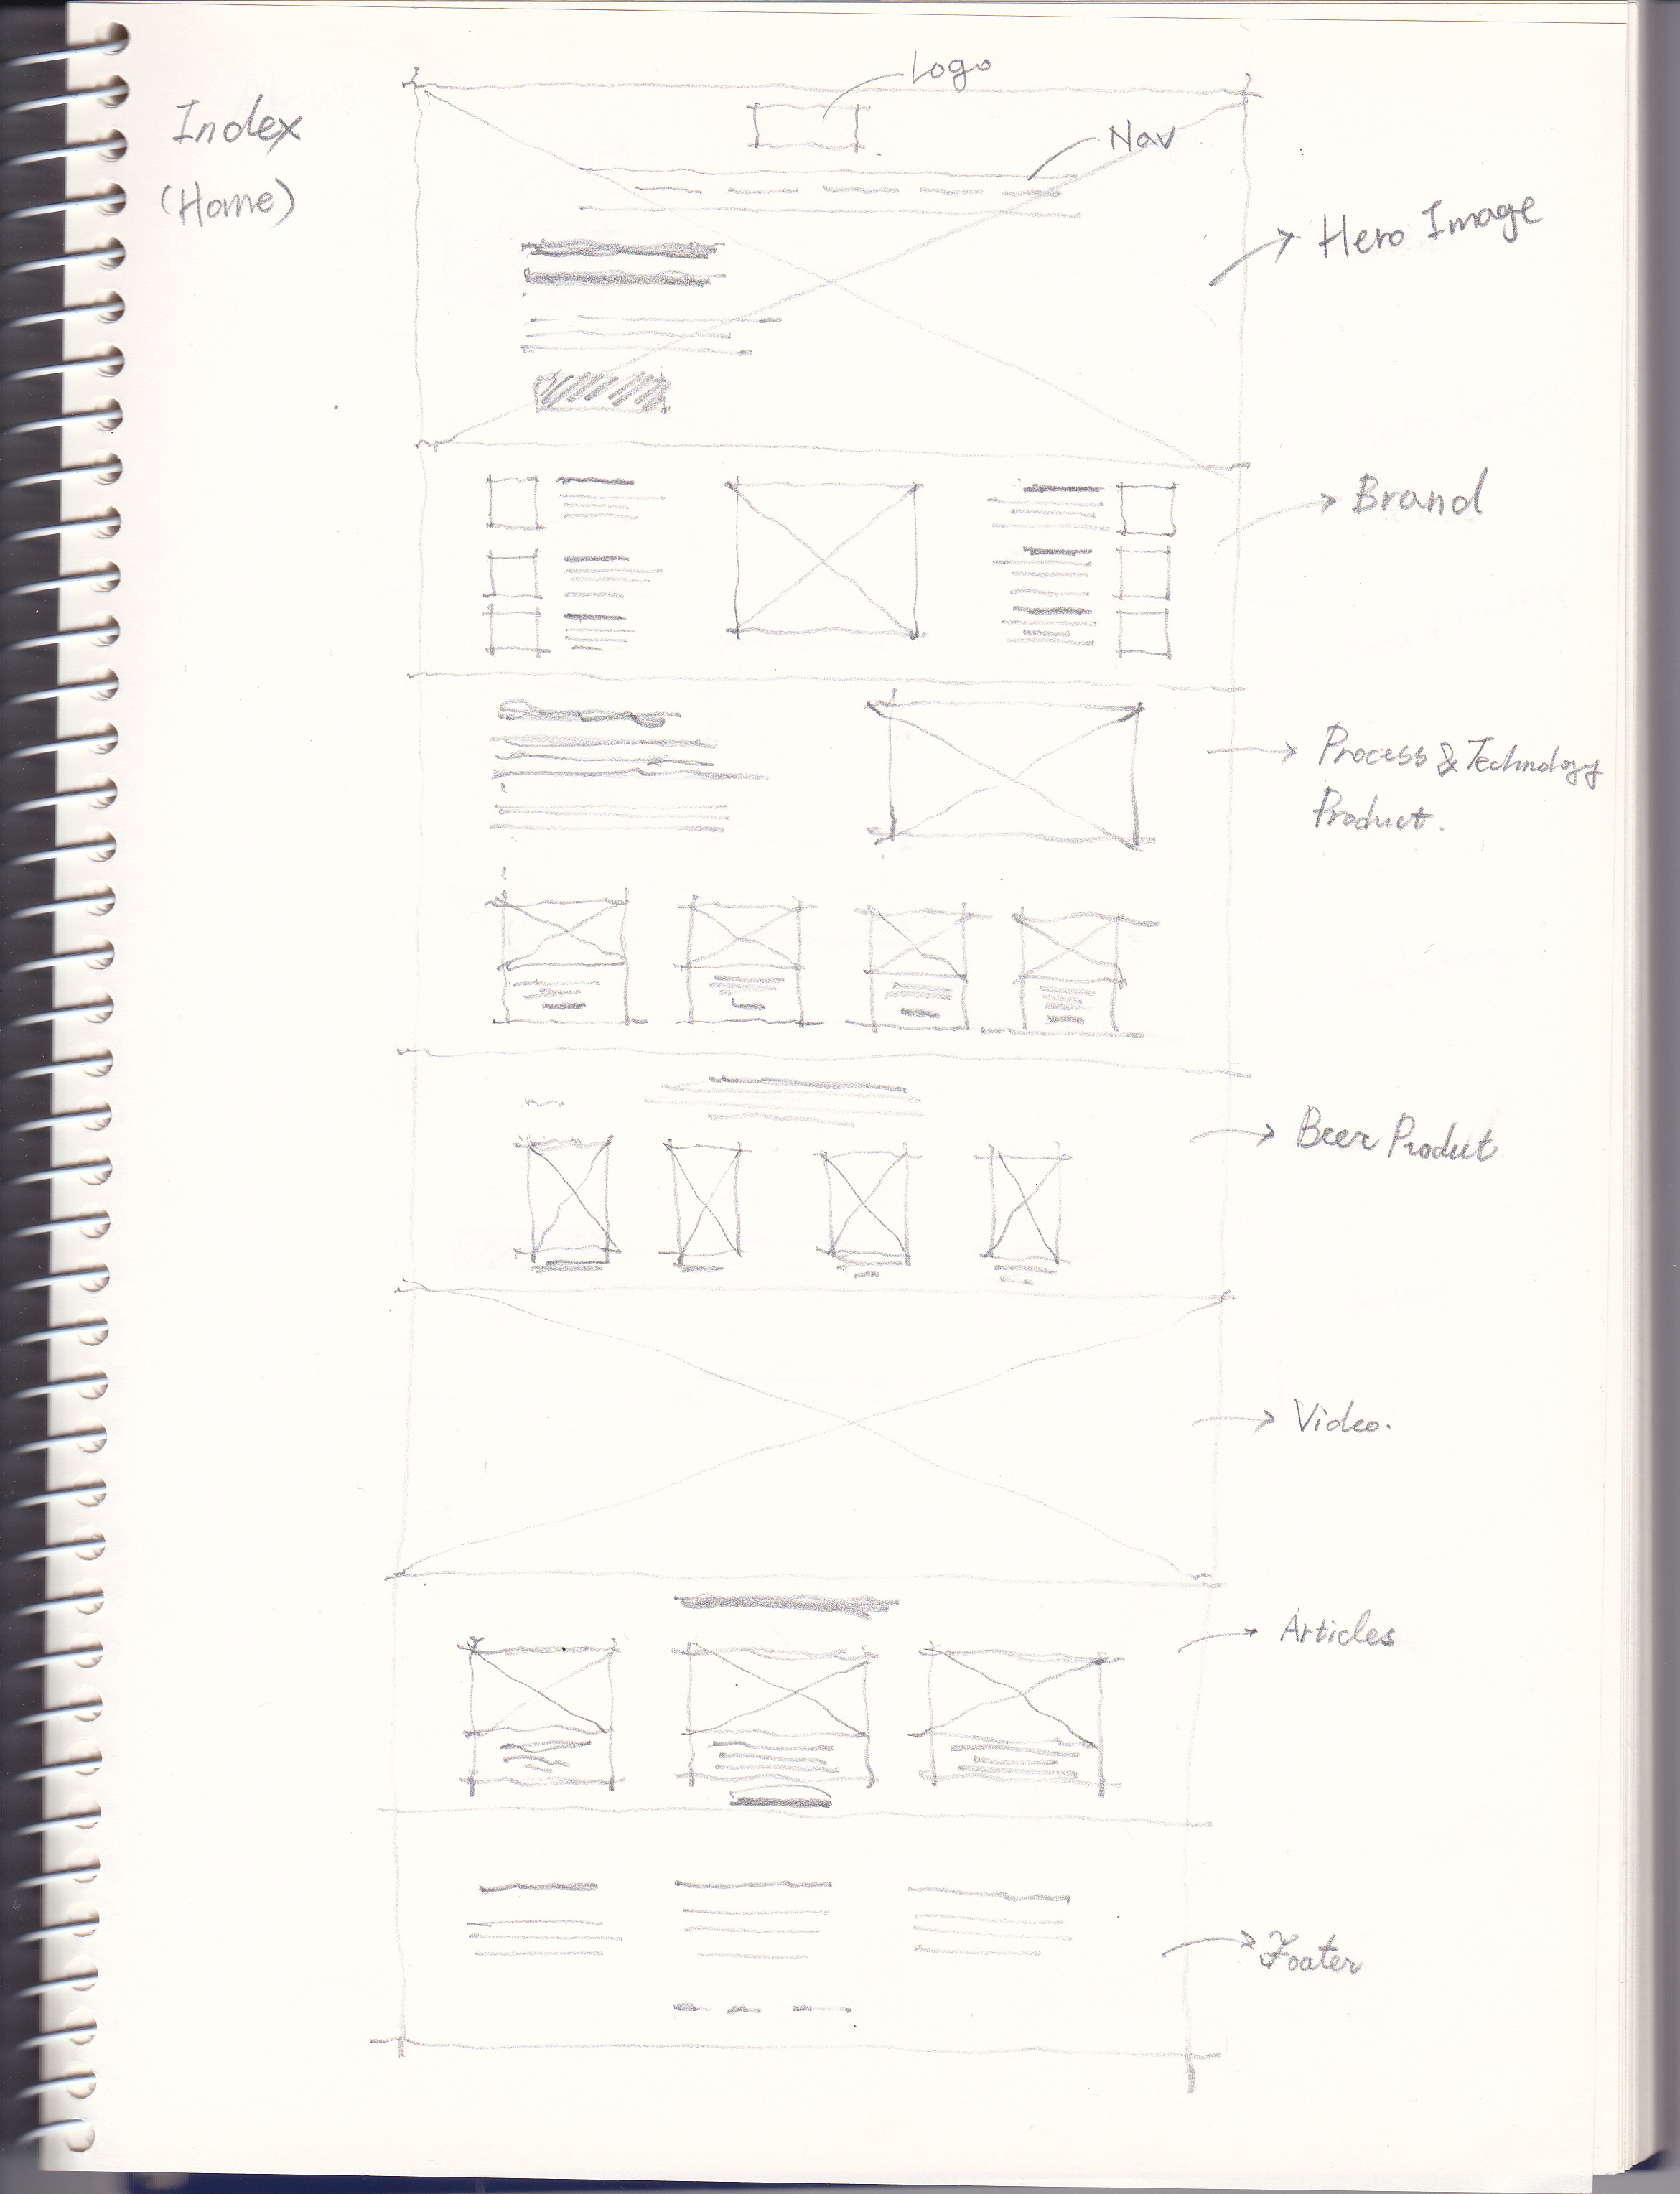 Index
(Home)
Logo
Nav
Hero Image
Brand
Process & Technology
Product.
Beer Produt
Video.
Articles
Footer